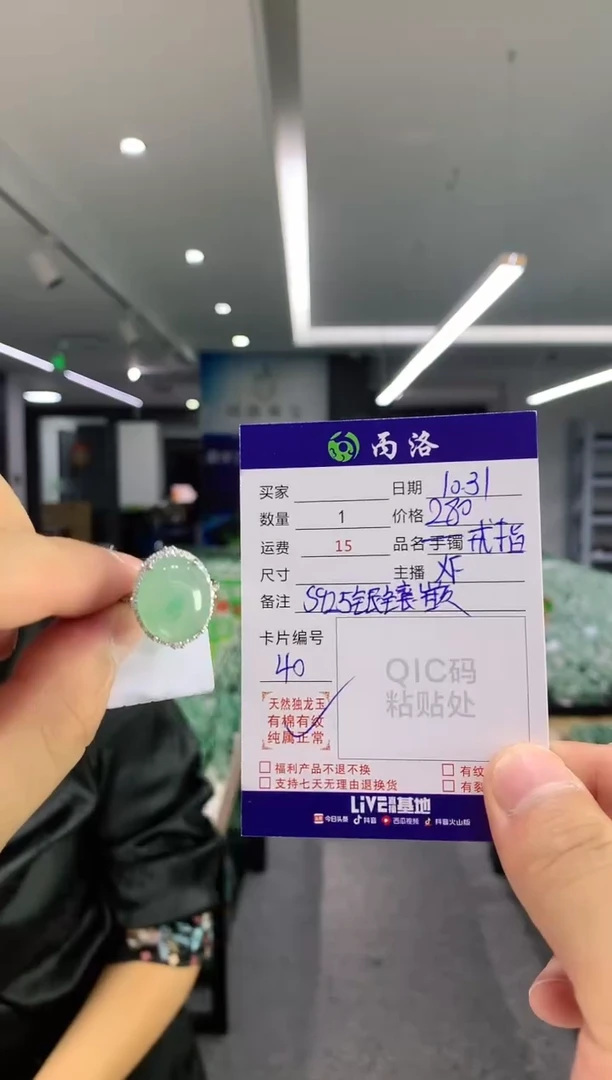 丙洛
买家 日期 10.31
数量 1 价格 280
运费 15 品名 手镯 戒指
尺寸 主播 XF
备注 S925银镶嵌
卡片编号
40
QIC码
粘贴处
天然独龙玉
有棉有纹
纯属正常
福利产品不退不换 有纹
支持七天无理由退换货 有裂
LiVE 基地
今日头条 抖音 西瓜视频 抖音火山版